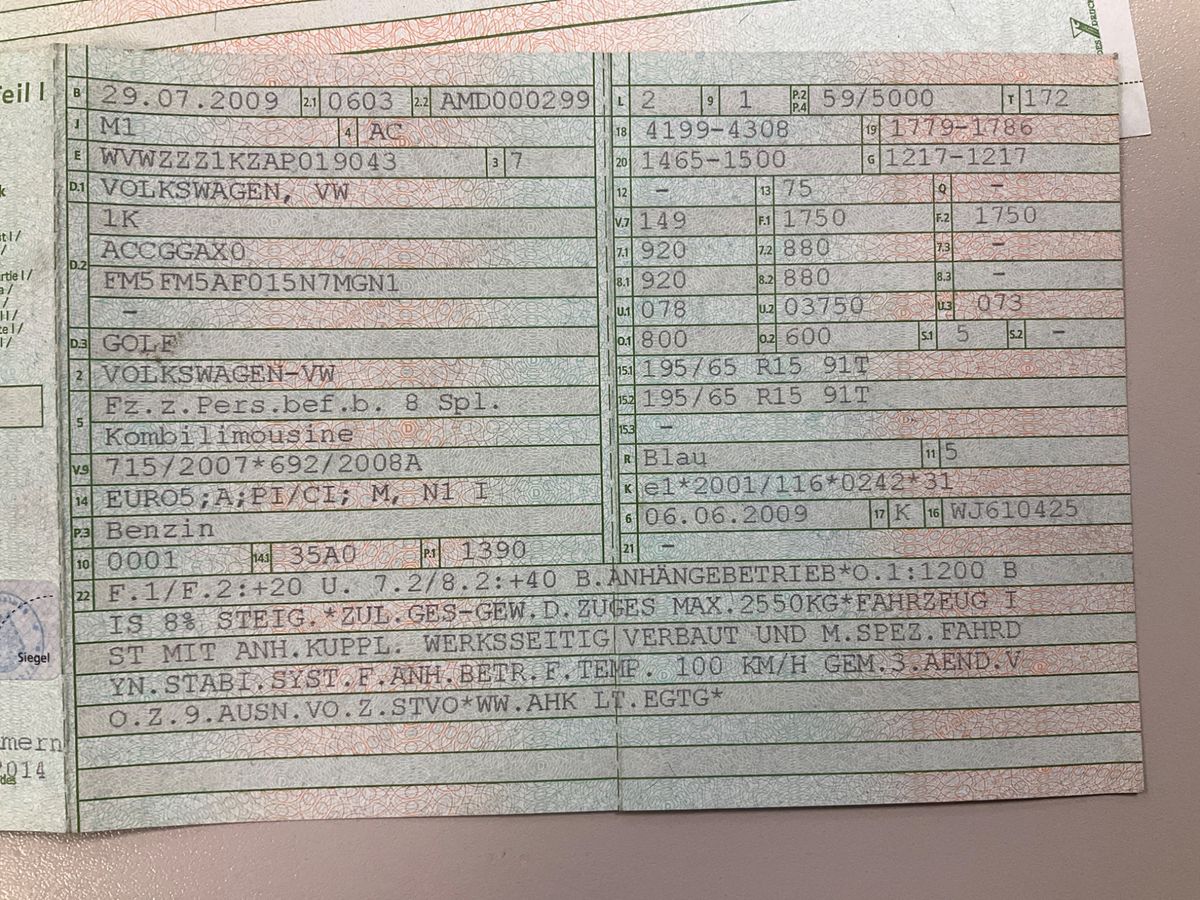 Teil I
B 29.07.2009 2.1 0603 2.2 AMD000299
J M1 4 AC
E WVWZZZ1KZAP019043 3 7
D.1 VOLKSWAGEN, VW
D.2 1K
ACCGGAX0
FM5FM5AF015N7MGN1
–
D.3 GOLF
2 VOLKSWAGEN-VW
5 Fz.z.Pers.bef.b. 8 Spl.
Kombilimousine
V.9 715/2007*692/2008A
14 EURO5;A;PI/CI; M, N1 I
P.3 Benzin
10 0001 14.1 35A0 P.1 1390
L 2 9 1 P.2 P.4 59/5000 T 172
18 4199-4308 19 1779-1786
20 1465-1500 G 1217-1217
12 – 13 75 Q –
V.7 149 F.1 1750 F.2 1750
7.1 920 7.2 880 7.3 –
8.1 920 8.2 880 8.3 –
U.1 078 U.2 03750 U.3 073
O.1 800 O.2 600 S.1 5 S.2 –
15.1 195/65 R15 91T
15.2 195/65 R15 91T
15.3 –
R Blau 11 5
K e1*2001/116*0242*31
6 06.06.2009 17 K 16 WJ610425
21 –
22 F.1/F.2:+20 U. 7.2/8.2:+40 B.ANHÄNGEBETRIEB*O.1:1200 B
IS 8% STEIG.*ZUL.GES-GEW.D.ZUGES MAX.2550KG*FAHRZEUG I
ST MIT ANH.KUPPL. WERKSSEITIG VERBAUT UND M.SPEZ.FAHRD
YN.STABI.SYST.F.ANH.BETR.F.TEMP. 100 KM/H GEM.3.AEND.V
O.Z.9.AUSN.VO.Z.STVO*WW.AHK LT.EGTG*
Siegel
mern
2014